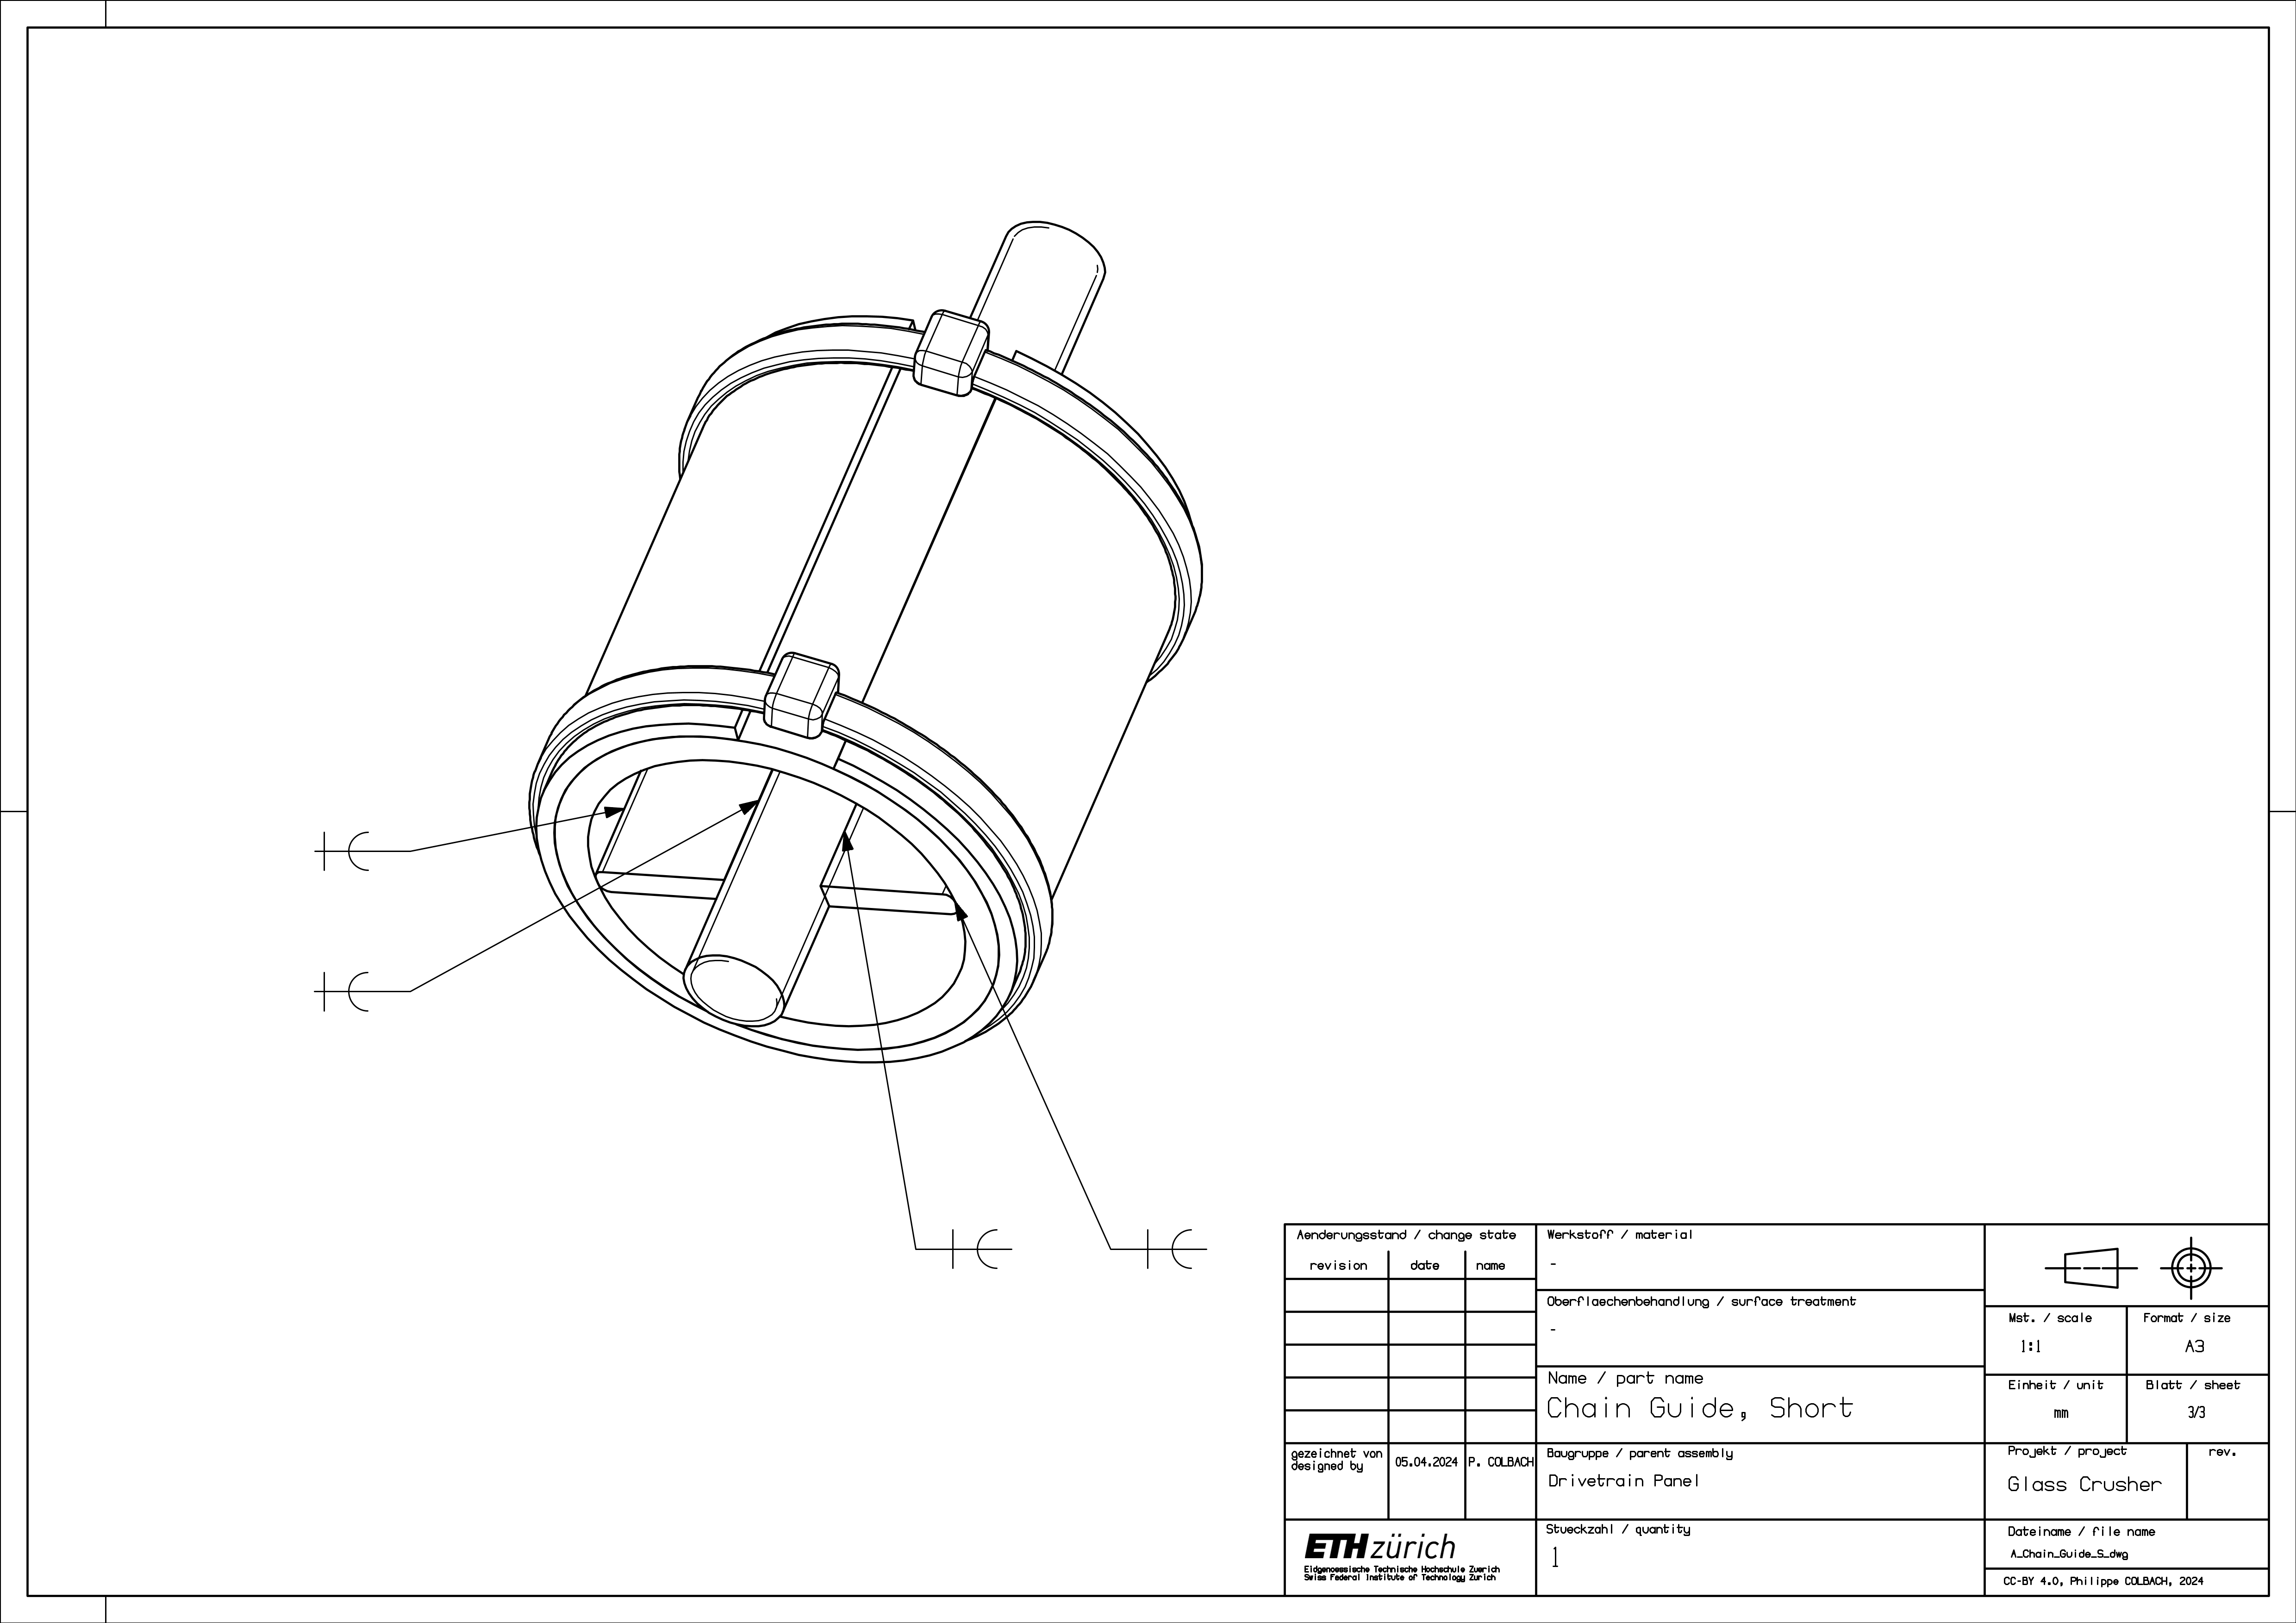 Aenderungsstand / change state
revision date name
gezeichnet von
designed by
05.04.2024
P. COLBACH
ETH zürich
Eidgenoessische Technische Hochschule Zuerich
Swiss Federal Institute of Technology Zurich
Werkstoff / material
-
Oberflaechenbehandlung / surface treatment
-
Name / part name
Chain Guide, Short
Baugruppe / parent assembly
Drivetrain Panel
Stueckzahl / quantity
1
Mst. / scale
1:1
Format / size
A3
Einheit / unit
mm
Blatt / sheet
3/3
Projekt / project
Glass Crusher
rev.
Dateiname / file name
A_Chain_Guide_S_dwg
CC-BY 4.0, Philippe COLBACH, 2024